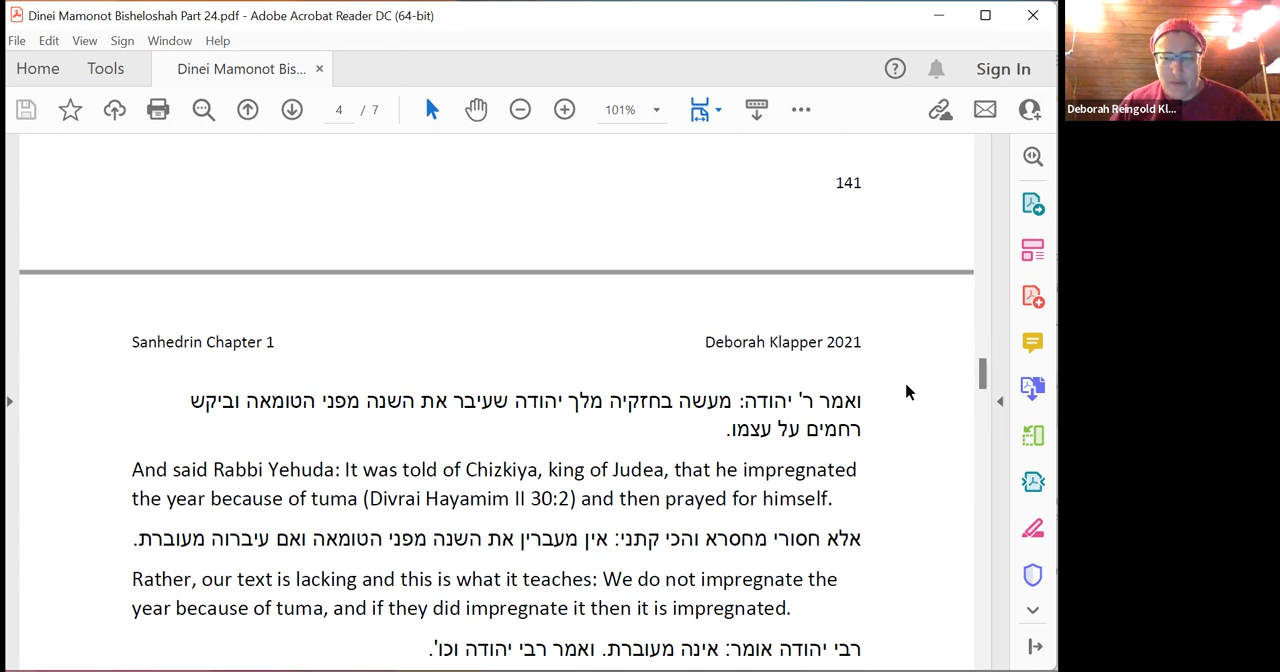 Dinei Mamonot Bisheloshah Part 24.pdf - Adobe Acrobat Reader DC (64-bit)
File Edit View Sign Window Help
Home Tools Dinei Mamonot Bis... × Sign In
4 / 7 101%
Deborah Reingold Kl...
141
Sanhedrin Chapter 1 Deborah Klapper 2021
ואמר ר' יהודה: מעשה בחזקיה מלך יהודה שעיבר את השנה מפני הטומאה וביקש
רחמים על עצמו.
And said Rabbi Yehuda: It was told of Chizkiya, king of Judea, that he impregnated
the year because of tuma (Divrai Hayamim II 30:2) and then prayed for himself.
אלא חסורי מחסרא והכי קתני: אין מעברין את השנה מפני הטומאה ואם עיברוה מעוברת.
Rather, our text is lacking and this is what it teaches: We do not impregnate the
year because of tuma, and if they did impregnate it then it is impregnated.
רבי יהודה אומר: אינה מעוברת. ואמר רבי יהודה וכו'.